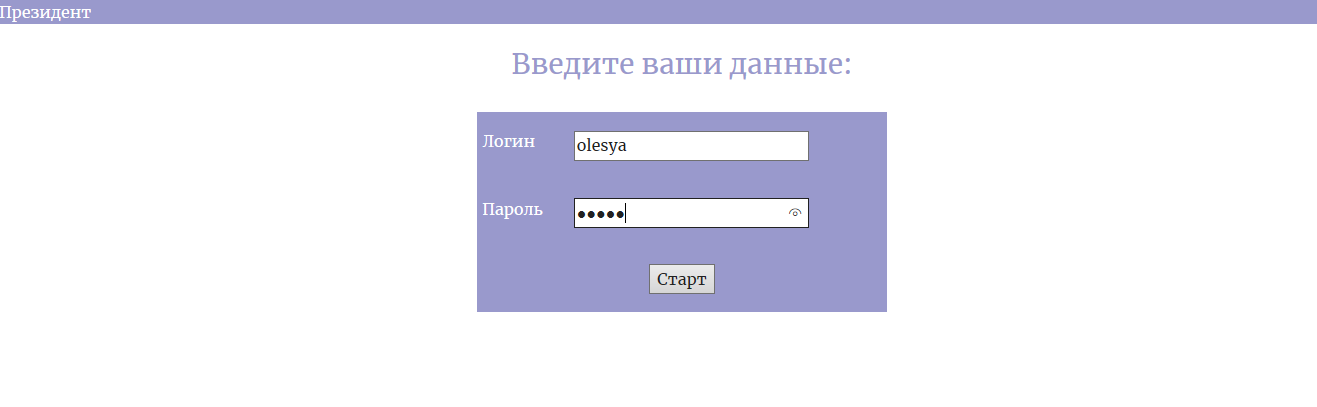 Президент
Введите ваши данные:
Логин olesya
Пароль •••••
Старт